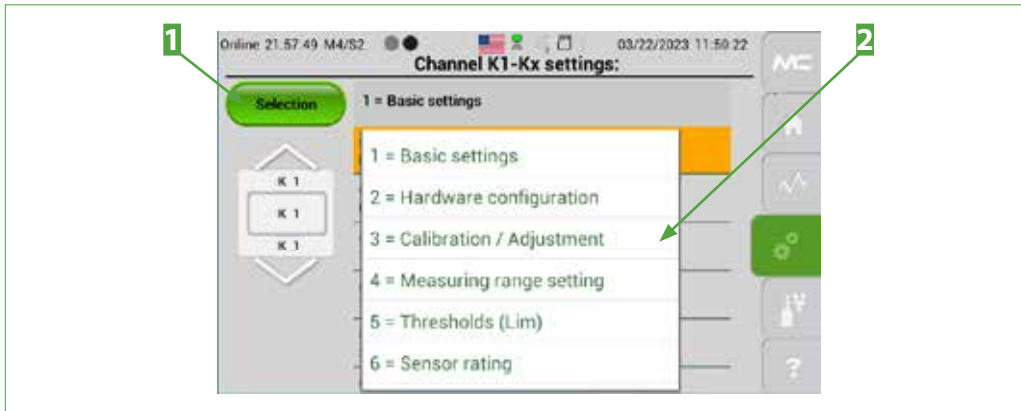 1
2
Online 21.57.49 M4/S2
03/22/2023 11:50:22
Channel K1-Kx settings:
MC
Selection
1 = Basic settings
1 = Basic settings
2 = Hardware configuration
3 = Calibration / Adjustment
4 = Measuring range setting
5 = Thresholds (Lim)
6 = Sensor rating
K 1
K 1
K 1
?